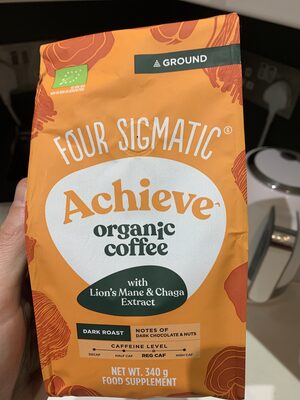 GROUND
FOUR SIGMATIC®
Achieve
organic
coffee
with
Lion's Mane & Chaga
Extract
DARK ROAST
NOTES OF
DARK CHOCOLATE & NUTS
CAFFEINE LEVEL
DECAF HALF CAF REG CAF HIGH CAF
NET WT. 340 g
FOOD SUPPLEMENT